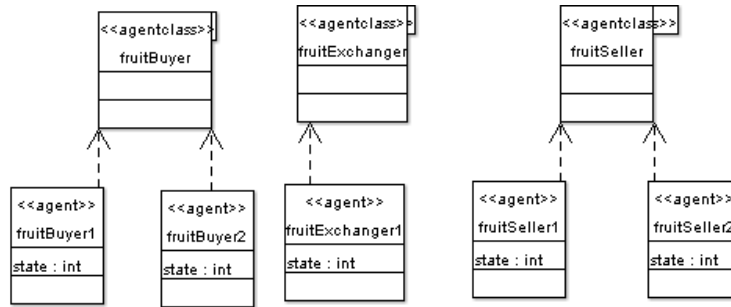 <<agentclass>>
fruitBuyer
<<agentclass>>
fruitExchanger
<<agentclass>>
fruitSeller
<<agent>>
fruitBuyer1
state : int
<<agent>>
fruitBuyer2
state : int
<<agent>>
fruitExchanger1
state : int
<<agent>>
fruitSeller1
state : int
<<agent>>
fruitSeller2
state : int